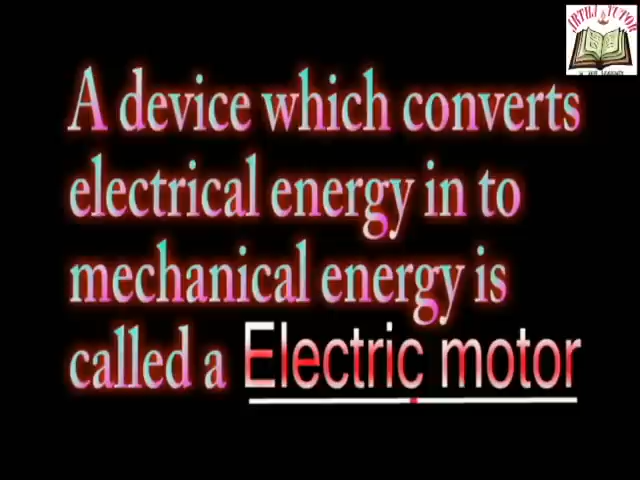 A device which converts
electrical energy in to
mechanical energy is
called a Electric motor